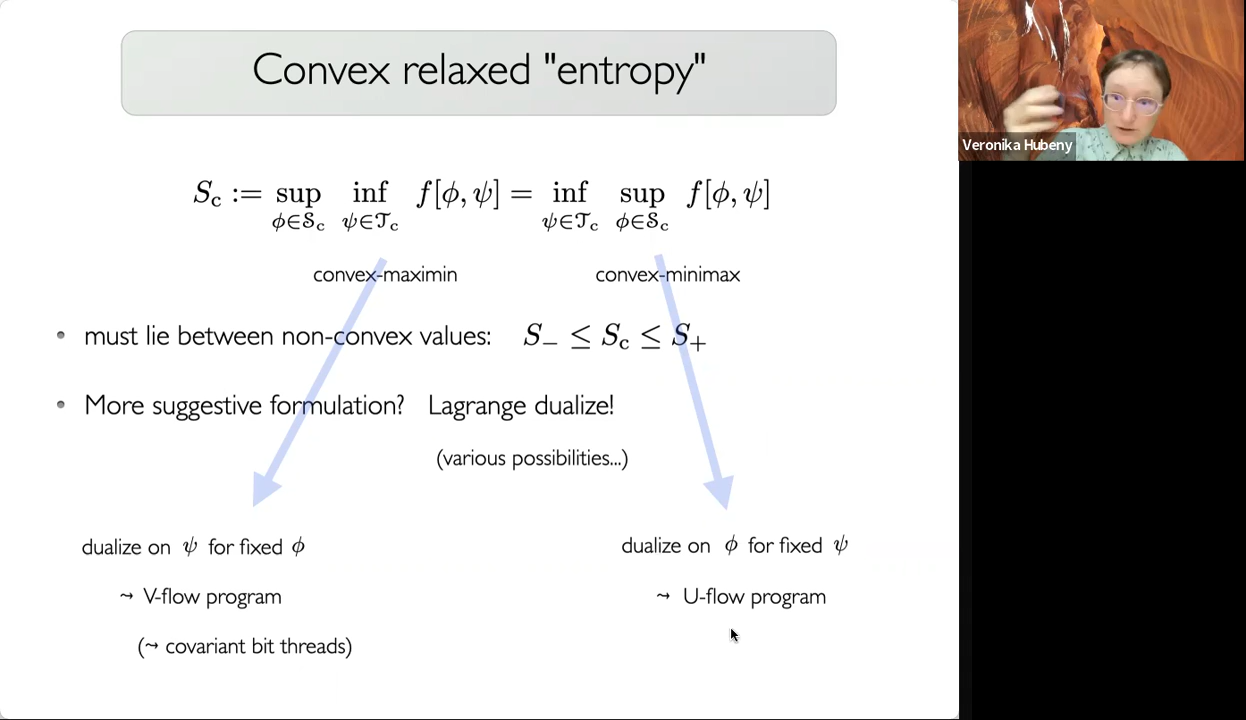 Convex relaxed "entropy"
Veronika Hubeny
S_c := sup_{ϕ∈𝒮_c} inf_{ψ∈𝒯_c} f[ϕ, ψ] = inf_{ψ∈𝒯_c} sup_{ϕ∈𝒮_c} f[ϕ, ψ]
convex-maximin convex-minimax
• must lie between non-convex values: S_− ≤ S_c ≤ S_+
• More suggestive formulation? Lagrange dualize!
(various possibilities...)
dualize on ψ for fixed ϕ
⤳ V-flow program
(⤳ covariant bit threads)
dualize on ϕ for fixed ψ
⤳ U-flow program